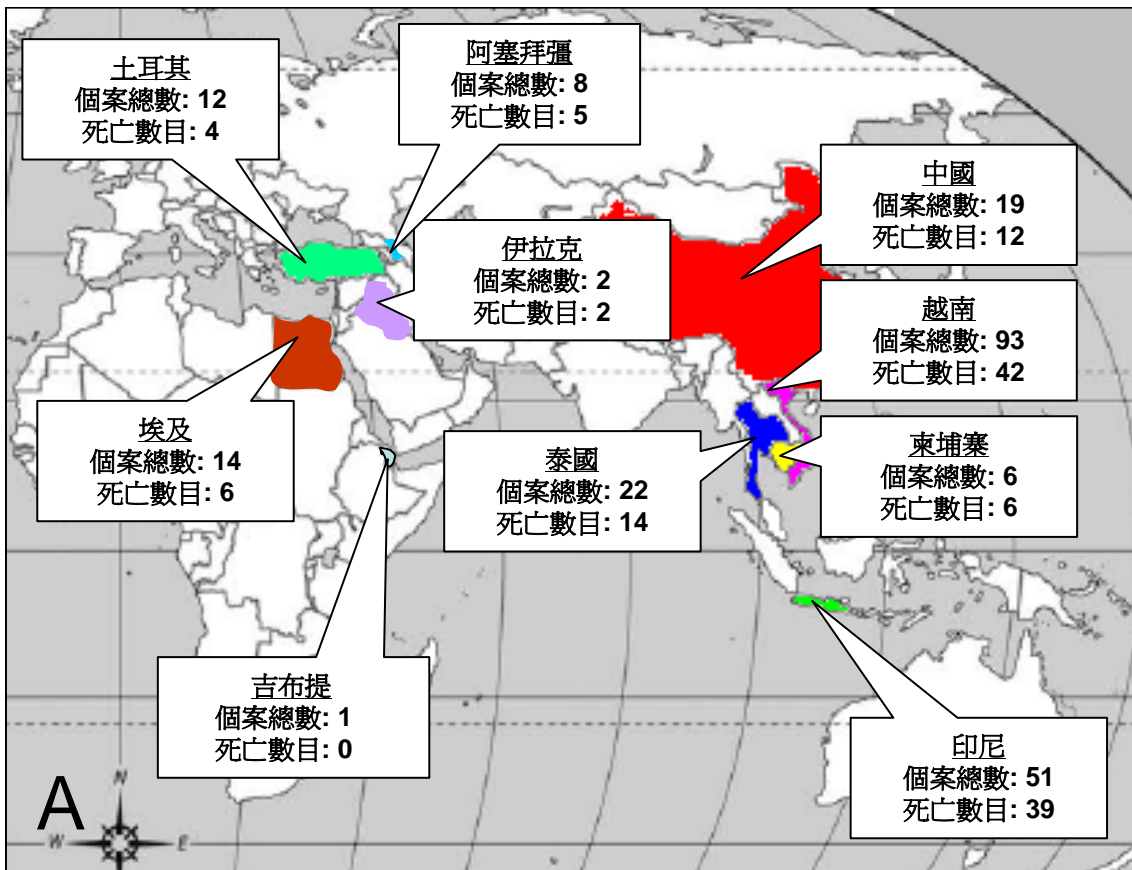 土耳其
個案總數: 12
死亡數目: 4
阿塞拜彊
個案總數: 8
死亡數目: 5
中國
個案總數: 19
死亡數目: 12
伊拉克
個案總數: 2
死亡數目: 2
越南
個案總數: 93
死亡數目: 42
埃及
個案總數: 14
死亡數目: 6
泰國
個案總數: 22
死亡數目: 14
柬埔寨
個案總數: 6
死亡數目: 6
吉布提
個案總數: 1
死亡數目: 0
印尼
個案總數: 51
死亡數目: 39
A
N
W
E